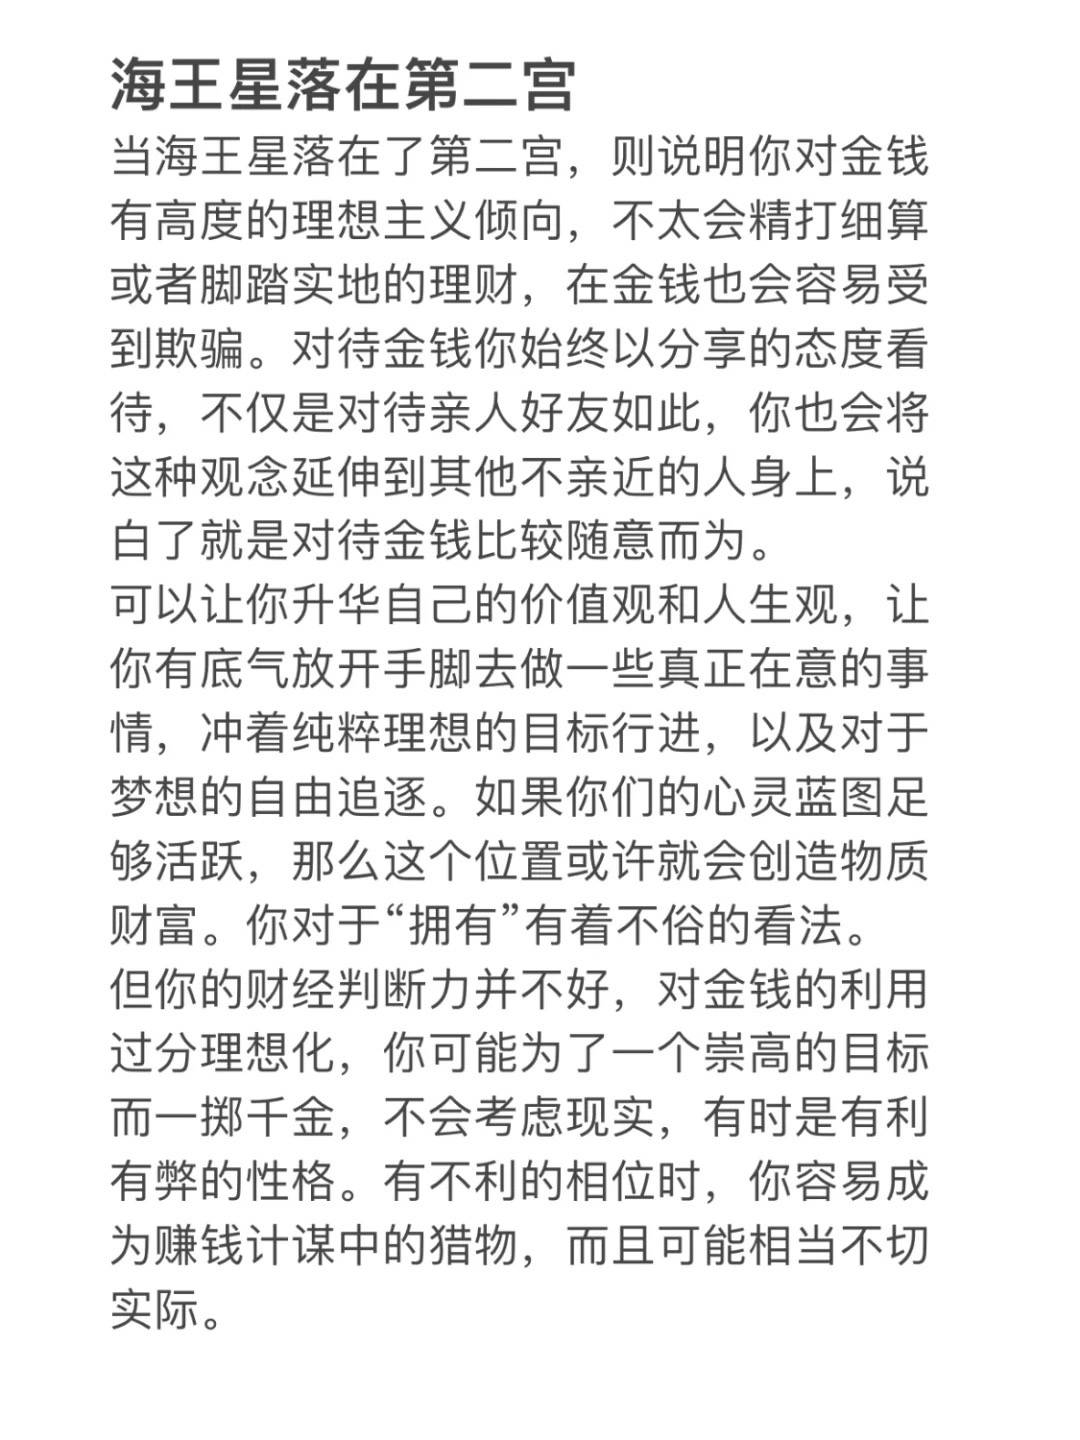 海王星落在第二宫
当海王星落在了第二宫，则说明你对金钱
有高度的理想主义倾向，不太会精打细算
或者脚踏实地的理财，在金钱也会容易受
到欺骗。对待金钱你始终以分享的态度看
待，不仅是对待亲人好友如此，你也会将
这种观念延伸到其他不亲近的人身上，说
白了就是对待金钱比较随意而为。
可以让你升华自己的价值观和人生观，让
你有底气放开手脚去做一些真正在意的事
情，冲着纯粹理想的目标行进，以及对于
梦想的自由追逐。如果你们的心灵蓝图足
够活跃，那么这个位置或许就会创造物质
财富。你对于“拥有”有着不俗的看法。
但你的财经判断力并不好，对金钱的利用
过分理想化，你可能为了一个崇高的目标
而一掷千金，不会考虑现实，有时是有利
有弊的性格。有不利的相位时，你容易成
为赚钱计谋中的猎物，而且可能相当不切
实际。